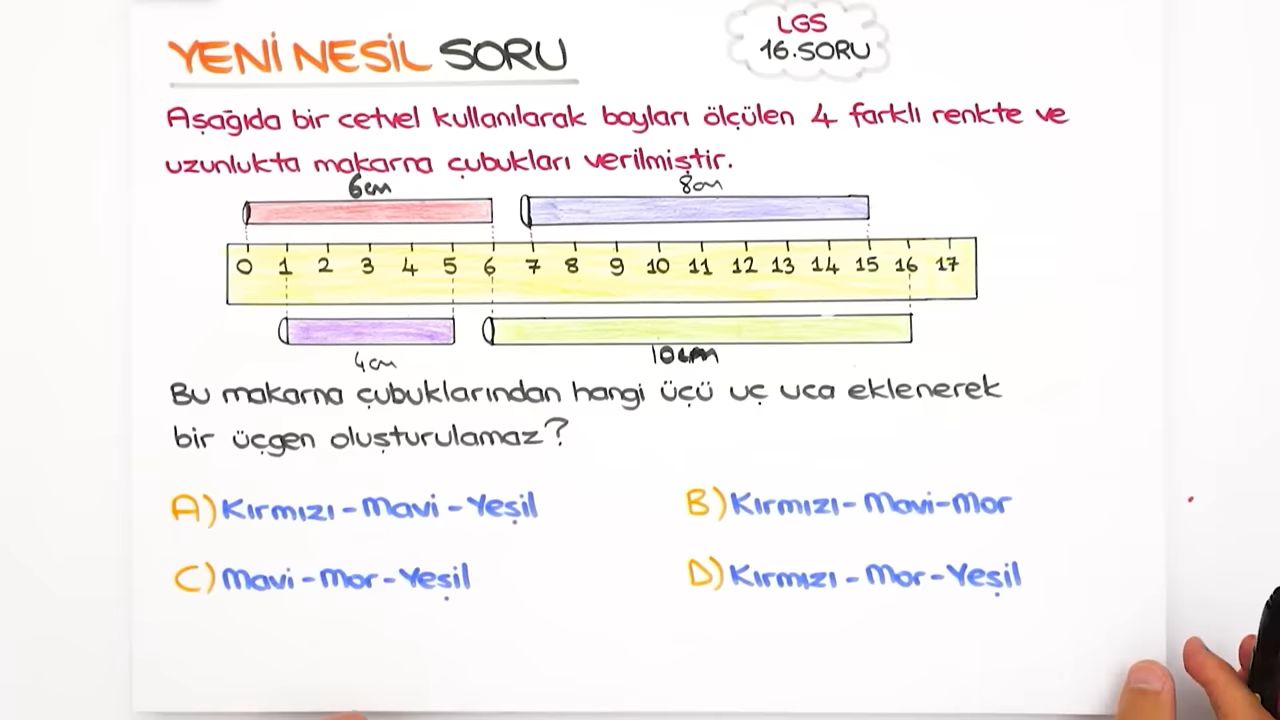 LGS
16.SORU
YENİ NESİL SORU
Aşağıda bir cetvel kullanılarak boyları ölçülen 4 farklı renkte ve
uzunlukta makarna çubukları verilmiştir.
6cm 8cm
0 1 2 3 4 5 6 7 8 9 10 11 12 13 14 15 16 17
4cm 10cm
Bu makarna çubuklarından hangi üçü uç uca eklenerek
bir üçgen oluşturulamaz?
A) Kırmızı - Mavi - Yeşil
B) Kırmızı - Mavi - Mor
C) Mavi - Mor - Yeşil
D) Kırmızı - Mor - Yeşil